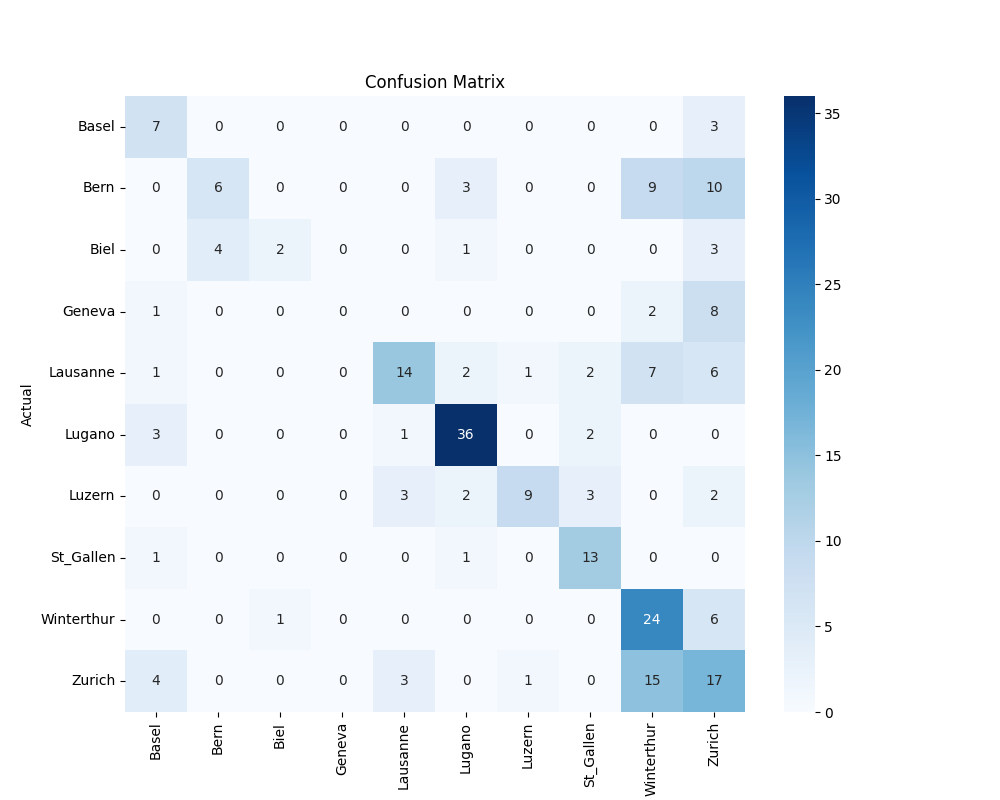 Confusion Matrix
Actual
Basel 7 0 0 0 0 0 0 0 0 3
Bern 0 6 0 0 0 3 0 0 9 10
Biel 0 4 2 0 0 1 0 0 0 3
Geneva 1 0 0 0 0 0 0 0 2 8
Lausanne 1 0 0 0 14 2 1 2 7 6
Lugano 3 0 0 0 1 36 0 2 0 0
Luzern 0 0 0 0 3 2 9 3 0 2
St_Gallen 1 0 0 0 0 1 0 13 0 0
Winterthur 0 0 1 0 0 0 0 0 24 6
Zurich 4 0 0 0 3 0 1 0 15 17
Basel Bern Biel Geneva Lausanne Lugano Luzern St_Gallen Winterthur Zurich
35
30
25
20
15
10
5
0